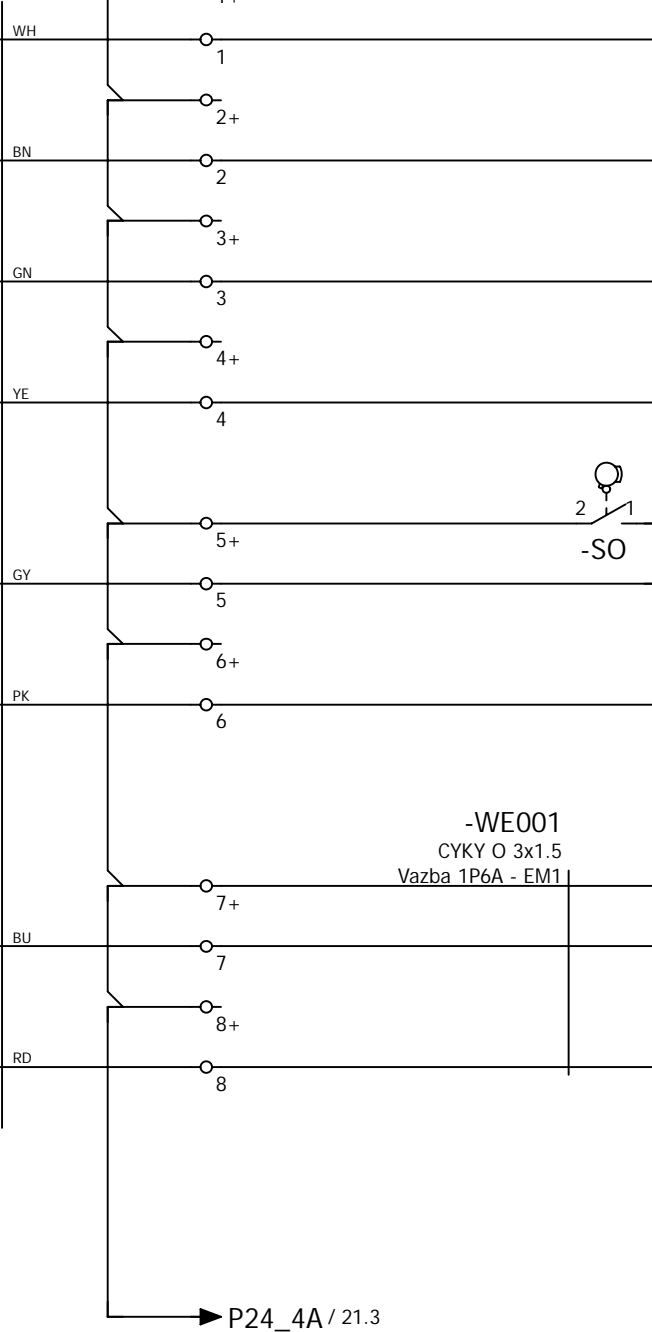 WH
1
2+
BN
2
3+
GN
3
4+
YE
4
2 1
5+
-SO
GY
5
6+
PK
6
-WE001
CYKY O 3x1.5
Vazba 1P6A - EM1
7+
BU
7
8+
RD
8
P24_4A / 21.3